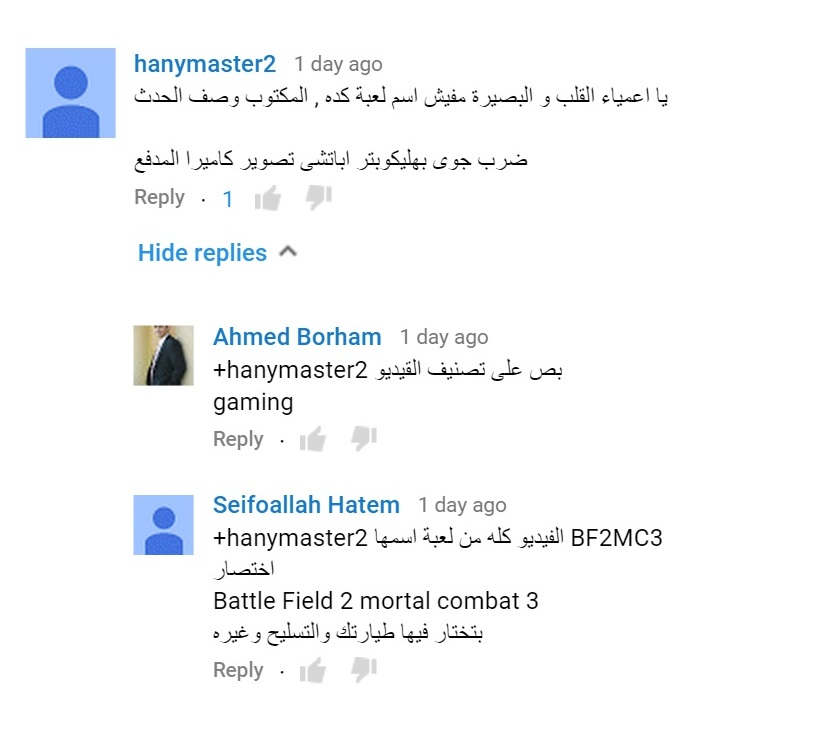 hanymaster2 1 day ago
يا اعمياء القلب و البصيرة مفيش اسم لعبة كده , المكتوب وصف الحدث
ضرب جوى بهليكوبتر اباتشى تصوير كاميرا المدفع
Reply · 1
Hide replies
Ahmed Borham 1 day ago
+hanymaster2 بص على تصنيف الفيديو
gaming
Reply ·
Seifoallah Hatem 1 day ago
+hanymaster2 الفيديو كله من لعبة اسمها BF2MC3
اختصار
Battle Field 2 mortal combat 3
بتختار فيها طيارتك والتسليح وغيره
Reply ·